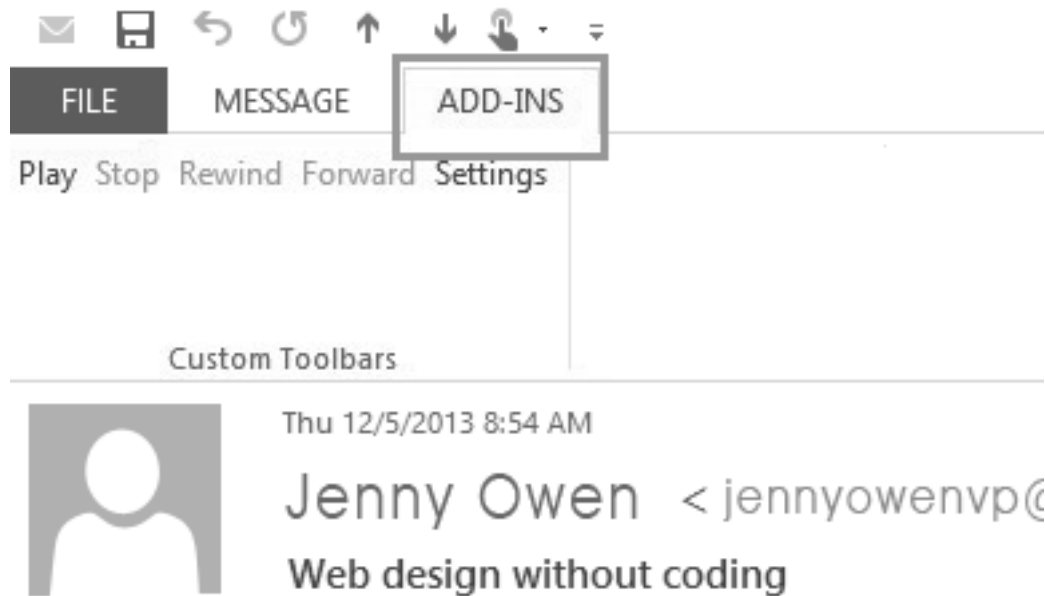 FILE MESSAGE ADD-INS
Play Stop Rewind Forward Settings
Custom Toolbars
Thu 12/5/2013 8:54 AM
Jenny Owen <jennyowenvp@
Web design without coding